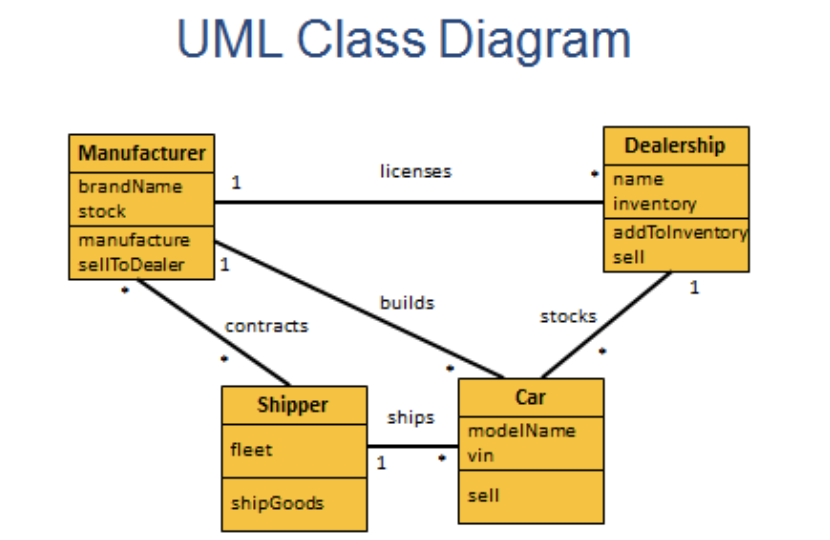 UML Class Diagram
Manufacturer
brandName
stock
manufacture
sellToDealer
1
licenses
*
Dealership
name
inventory
addToInventory
sell
1
builds
*
1
stocks
*
*
contracts
*
Shipper
fleet
shipGoods
1
ships
*
Car
modelName
vin
sell